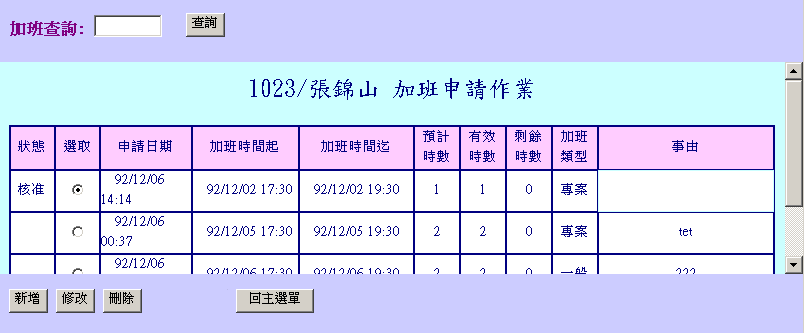 加班查詢: 查詢
1023/張錦山 加班申請作業
狀態 選取 申請日期 加班時間起 加班時間迄 預計時數 有效時數 剩餘時數 加班類型 事由
核准 92/12/06 14:14 92/12/02 17:30 92/12/02 19:30 1 1 0 專案
92/12/06 00:37 92/12/05 17:30 92/12/05 19:30 2 2 0 專案 tet
92/12/06 92/12/06 17:30 92/12/06 19:30 2 2 0 一般 222
新增 修改 刪除 回主選單